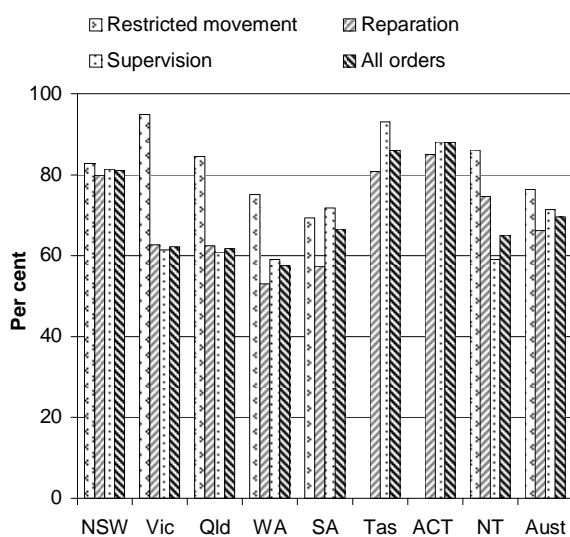 Restricted movement Reparation
Supervision All orders
100
80
60
40
20
0
Per cent
NSW Vic Qld WA SA Tas ACT NT Aust